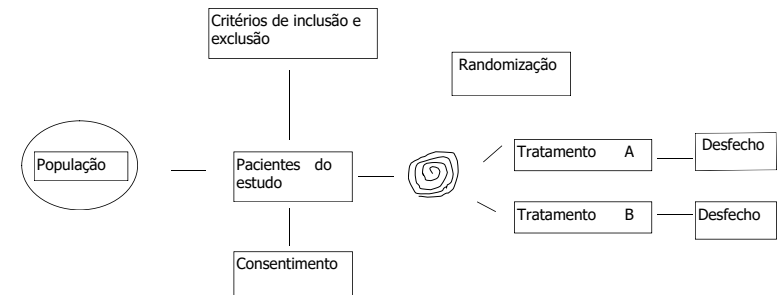 Critérios de inclusão e
exclusão
Randomização
População
Pacientes do
estudo
Tratamento A
Desfecho
Tratamento B
Desfecho
Consentimento